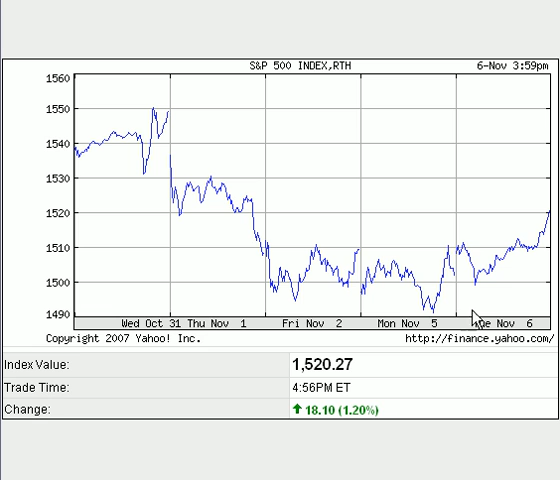 S&P 500 INDEX,RTH 6-Nov 3:59pm
1560
1550
1540
1530
1520
1510
1500
1490
Wed Oct 31 Thu Nov 1 Fri Nov 2 Mon Nov 5 Nov 6
Copyright 2007 Yahoo! Inc. http://finance.yahoo.com/
Index Value: 1,520.27
Trade Time: 4:56PM ET
Change: 18.10 (1.20%)